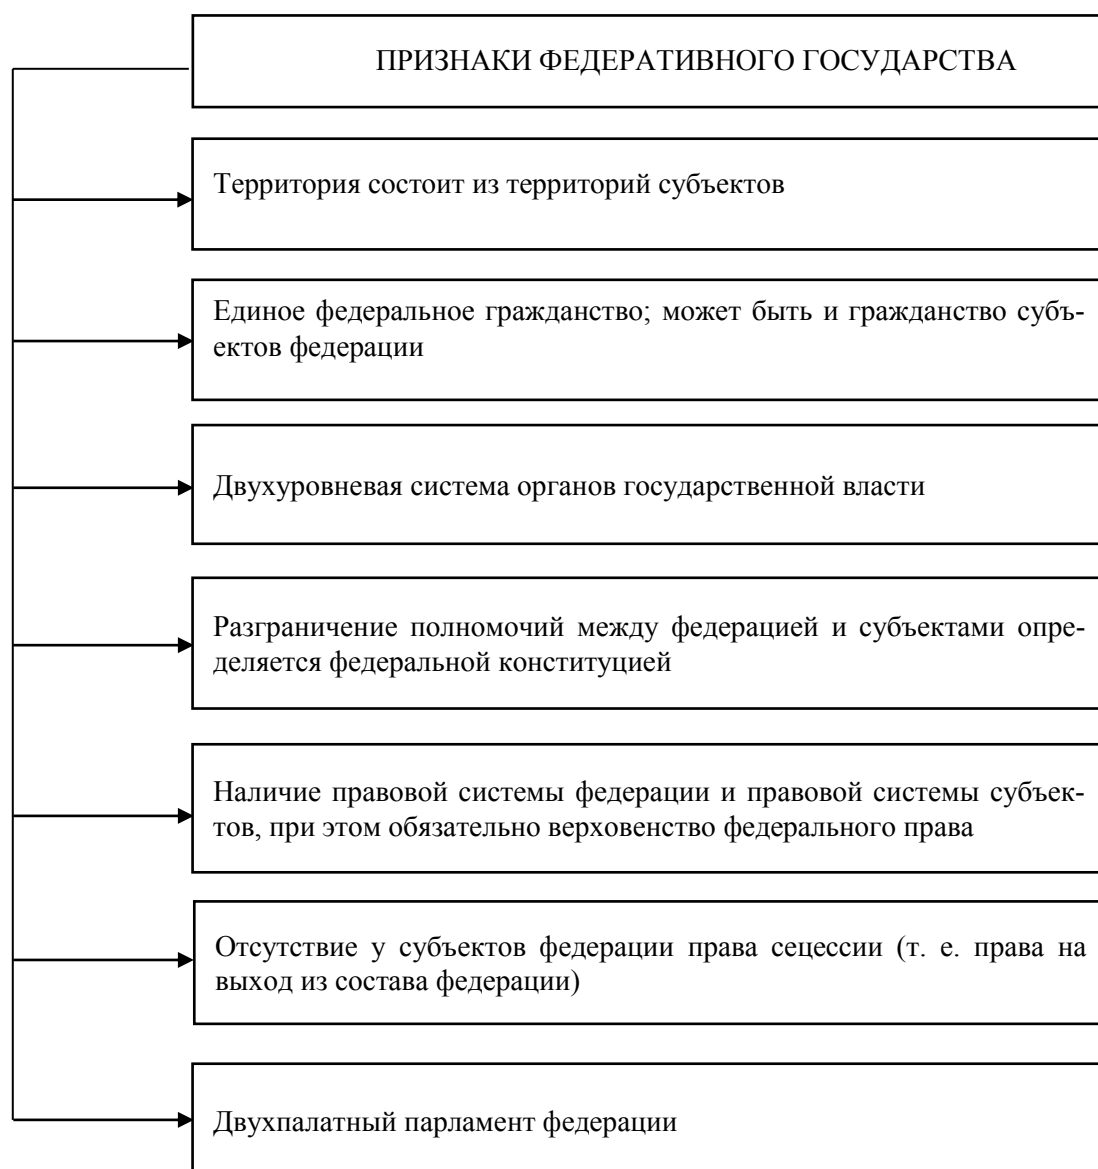 ПРИЗНАКИ ФЕДЕРАТИВНОГО ГОСУДАРСТВА
Территория состоит из территорий субъектов
Единое федеральное гражданство; может быть и гражданство субъ-
ектов федерации
Двухуровневая система органов государственной власти
Разграничение полномочий между федерацией и субъектами опре-
деляется федеральной конституцией
Наличие правовой системы федерации и правовой системы субъек-
тов, при этом обязательно верховенство федерального права
Отсутствие у субъектов федерации права сецессии (т. е. права на
выход из состава федерации)
Двухпалатный парламент федерации